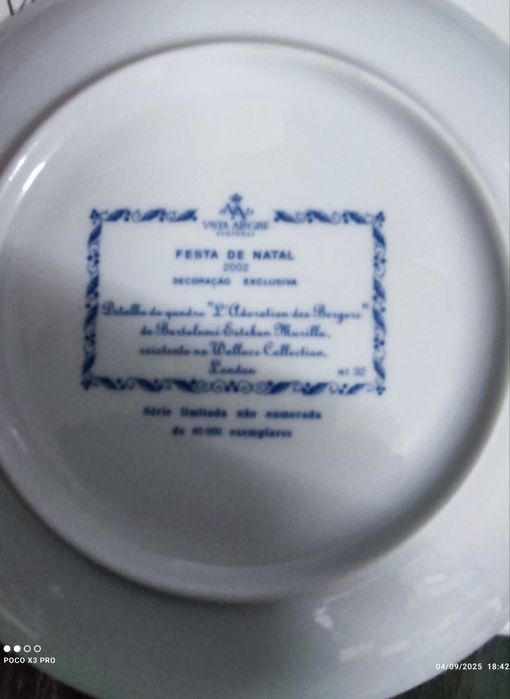 VISTA ALEGRE
PORTUGAL
FESTA DE NATAL
2002
DECORAÇÃO EXCLUSIVA
Detalhe do quadro "L'Adoration des Bergers"
de Bartolomé Esteban Murillo,
existente na Wallace Collection,
London
Nº. 32
Série limitada não numerada
de 60.000 exemplares
POCO X3 PRO
04/09/2025 18:42